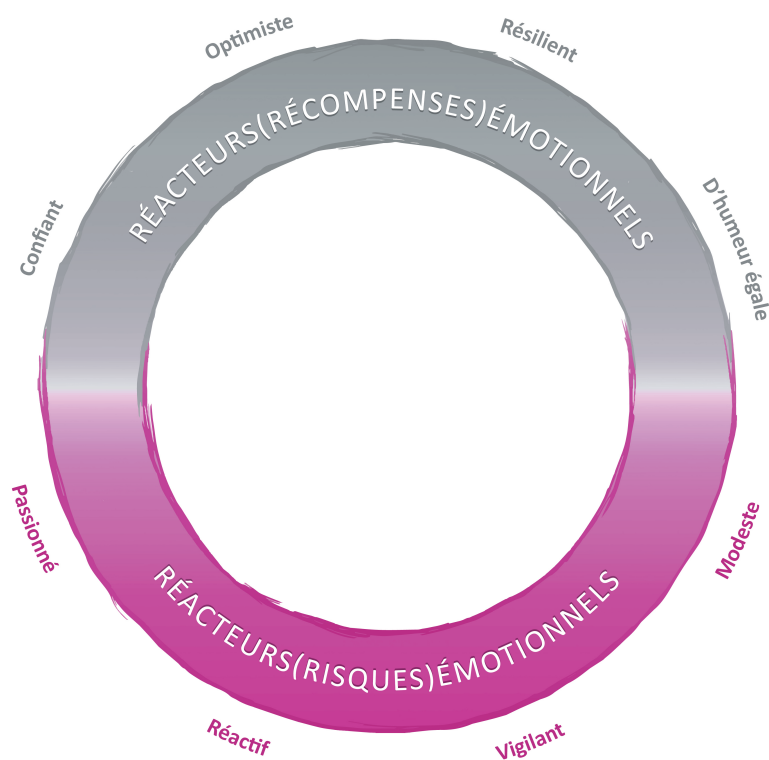 Optimiste
Résilient
RÉACTEURS(RÉCOMPENSES)ÉMOTIONNELS
Confiant
D'humeur égale
Passionné
Modeste
RÉACTEURS(RISQUES)ÉMOTIONNELS
Réactif
Vigilant